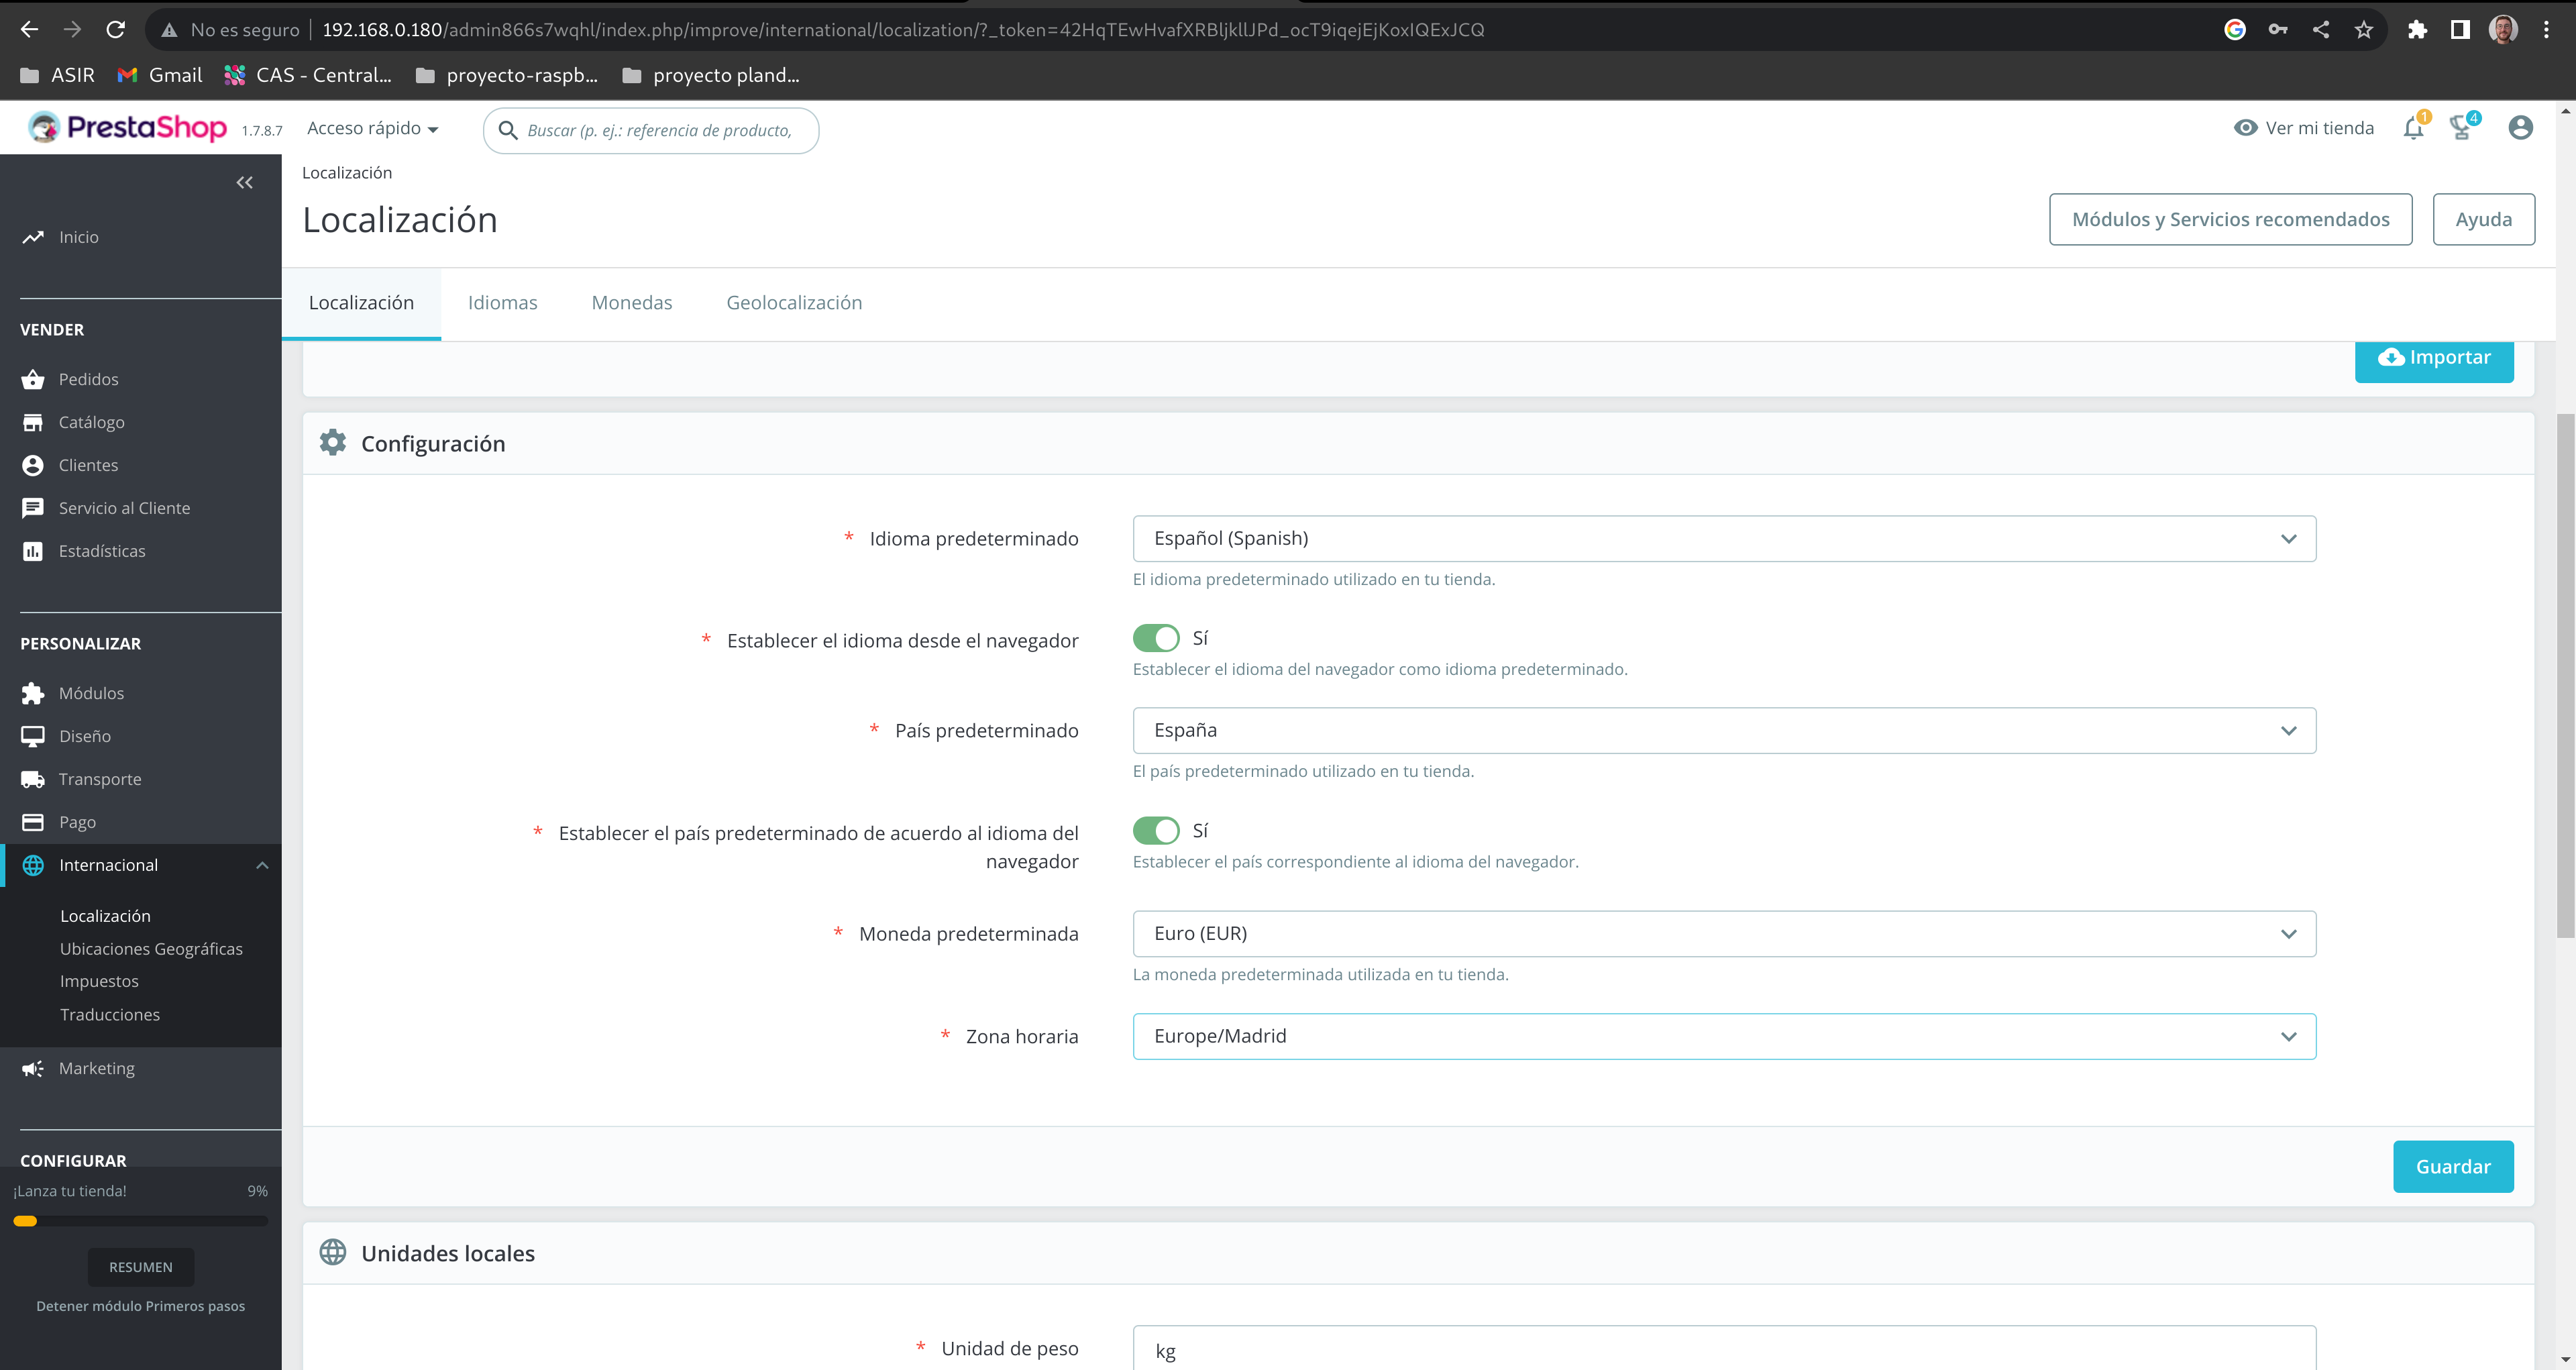 No es seguro 192.168.0.180/admin866s7wqhl/index.php/improve/international/localization/?_token=42HqTEwHvafXRBljkllJPd_ocT9iqejEjKoxIQExJCQ
ASIR Gmail CAS - Central... proyecto-raspb... proyecto pland...
PrestaShop 1.7.8.7 Acceso rápido Buscar (p. ej.: referencia de producto, Ver mi tienda 1 4
Localización
Localización
Módulos y Servicios recomendados Ayuda
Localización Idiomas Monedas Geolocalización
Inicio
VENDER
Pedidos
Catálogo
Clientes
Servicio al Cliente
Estadísticas
PERSONALIZAR
Módulos
Diseño
Transporte
Pago
Internacional
Localización
Ubicaciones Geográficas
Impuestos
Traducciones
Marketing
CONFIGURAR
¡Lanza tu tienda! 9%
RESUMEN
Detener módulo Primeros pasos
Importar
Configuración
* Idioma predeterminado Español (Spanish)
El idioma predeterminado utilizado en tu tienda.
* Establecer el idioma desde el navegador Sí
Establecer el idioma del navegador como idioma predeterminado.
* País predeterminado España
El país predeterminado utilizado en tu tienda.
* Establecer el país predeterminado de acuerdo al idioma del Sí
navegador Establecer el país correspondiente al idioma del navegador.
* Moneda predeterminada Euro (EUR)
La moneda predeterminada utilizada en tu tienda.
* Zona horaria Europe/Madrid
Guardar
Unidades locales
* Unidad de peso kg